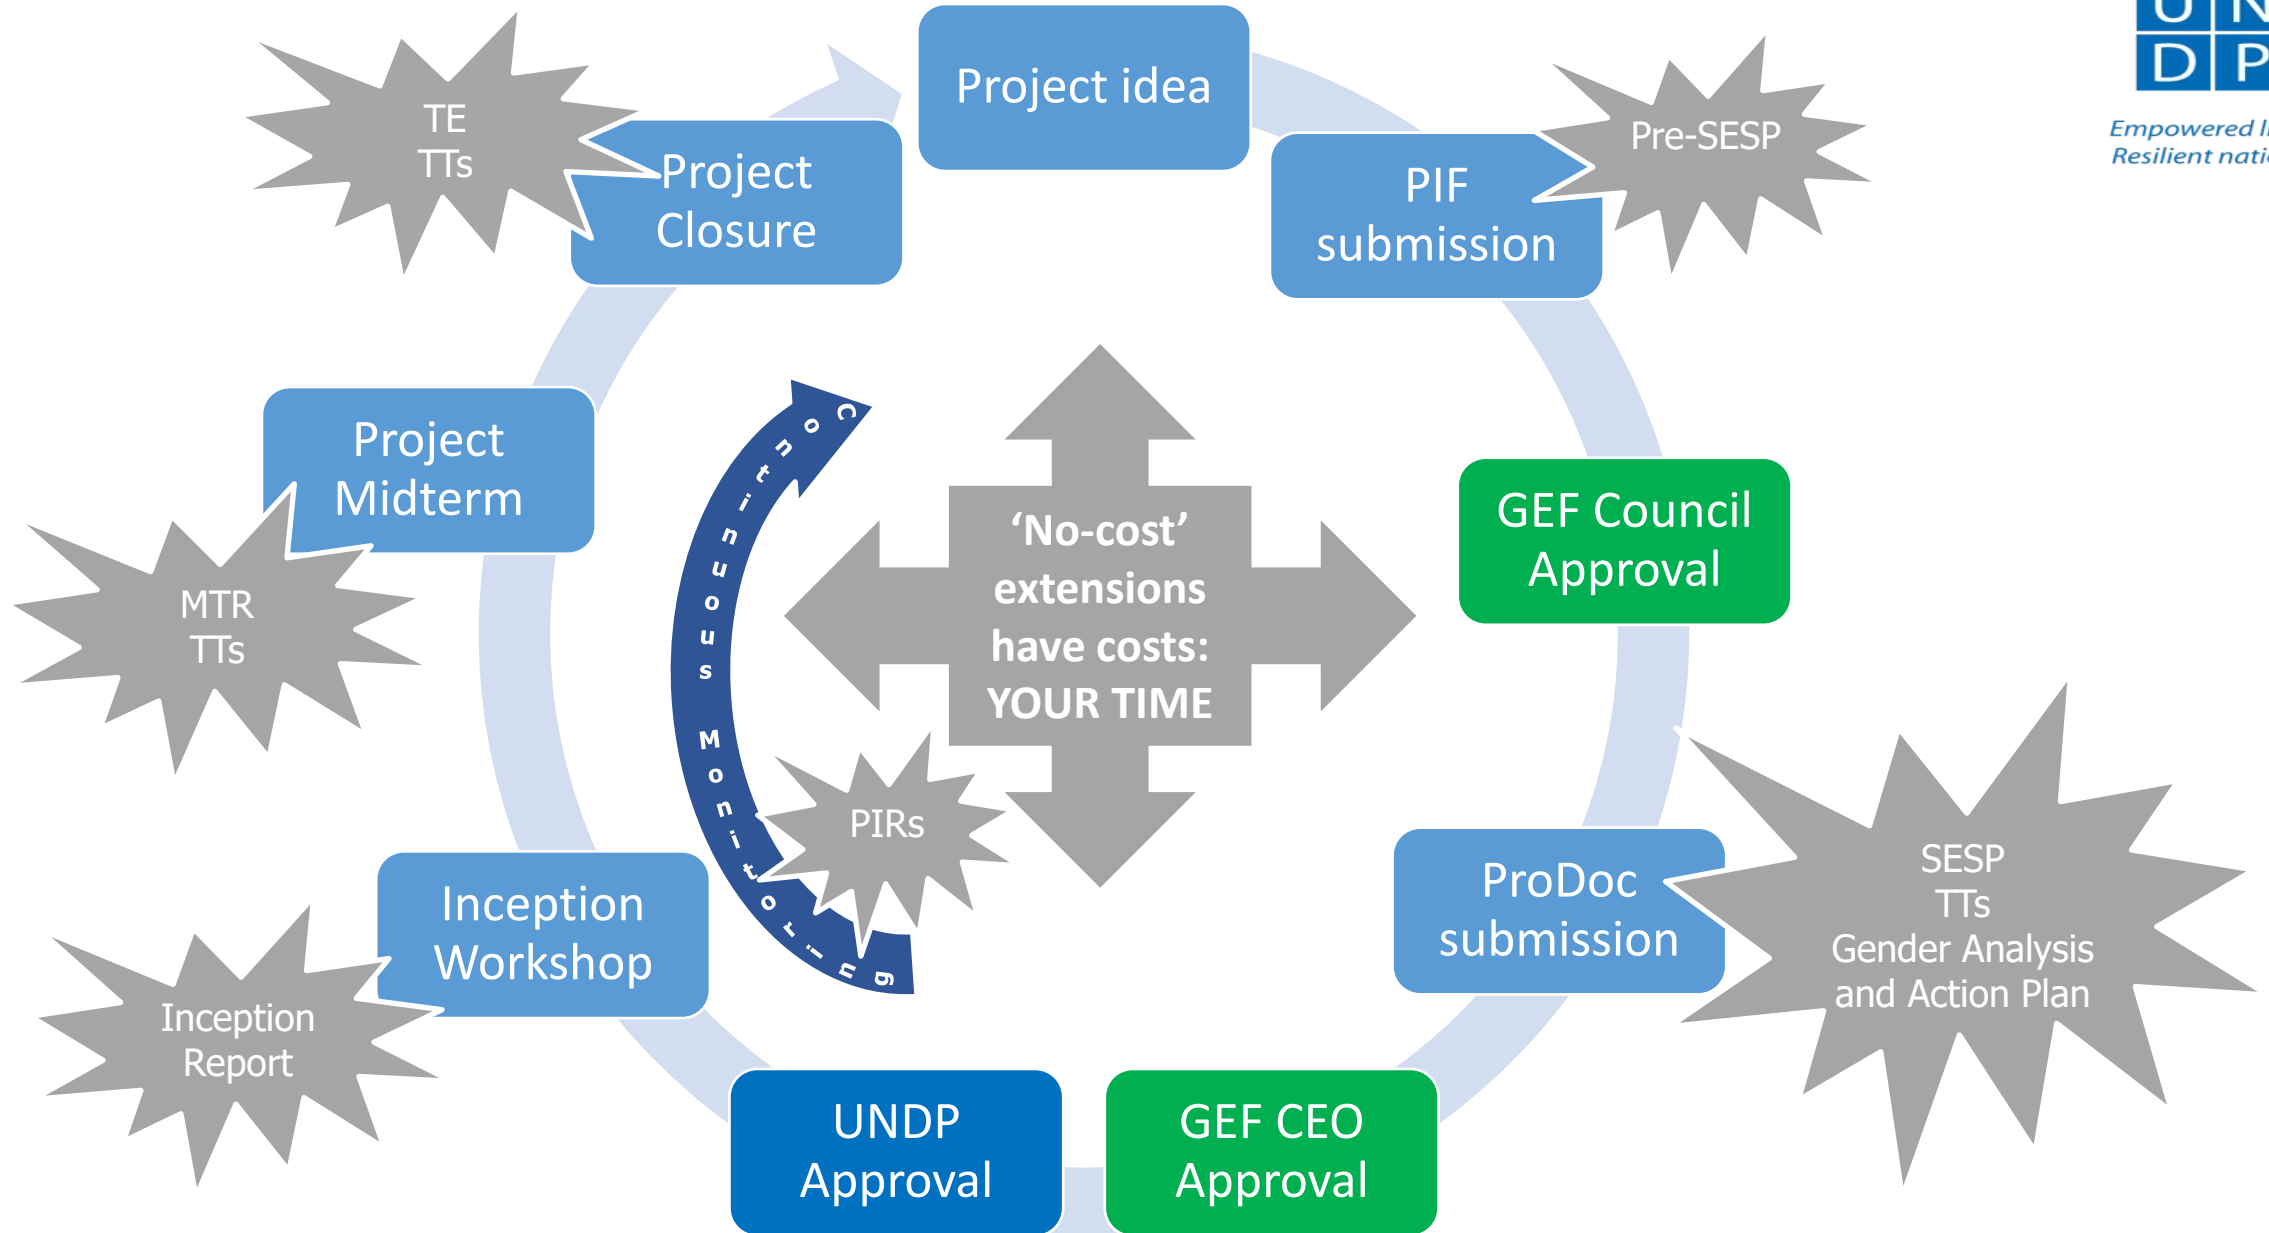 Project idea
UN
DP
Empowered
Resilient
Pre-SESP
PIF
submission
GEF Council
Approval
SESP
TTs
Gender Analysis
and Action Plan
ProDoc
submission
GEF CEO
Approval
UNDP
Approval
Inception
Workshop
Inception
Report
Project
Midterm
MTR
TTs
Project
Closure
TE
TTs
Continuous Monitoring
PIRs
‘No-cost’
extensions
have costs:
YOUR TIME